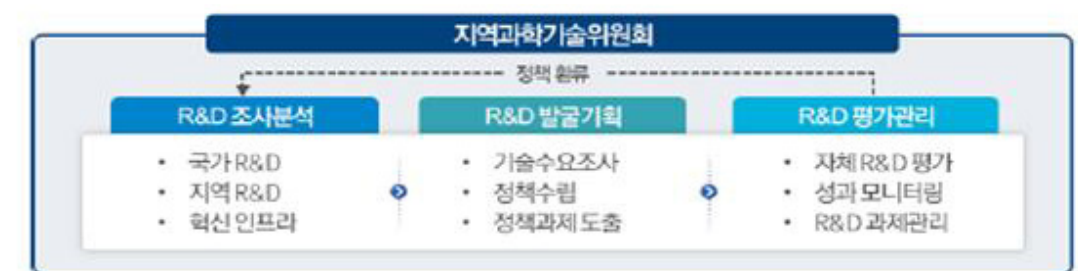 지역과학기술위원회
정책 환류
R&D 조사분석
R&D 발굴기획
R&D 평가관리
• 국가 R&D
• 지역 R&D
• 혁신 인프라
• 기술수요조사
• 정책수립
• 정책과제 도출
• 자체 R&D 평가
• 성과 모니터링
• R&D 과제관리